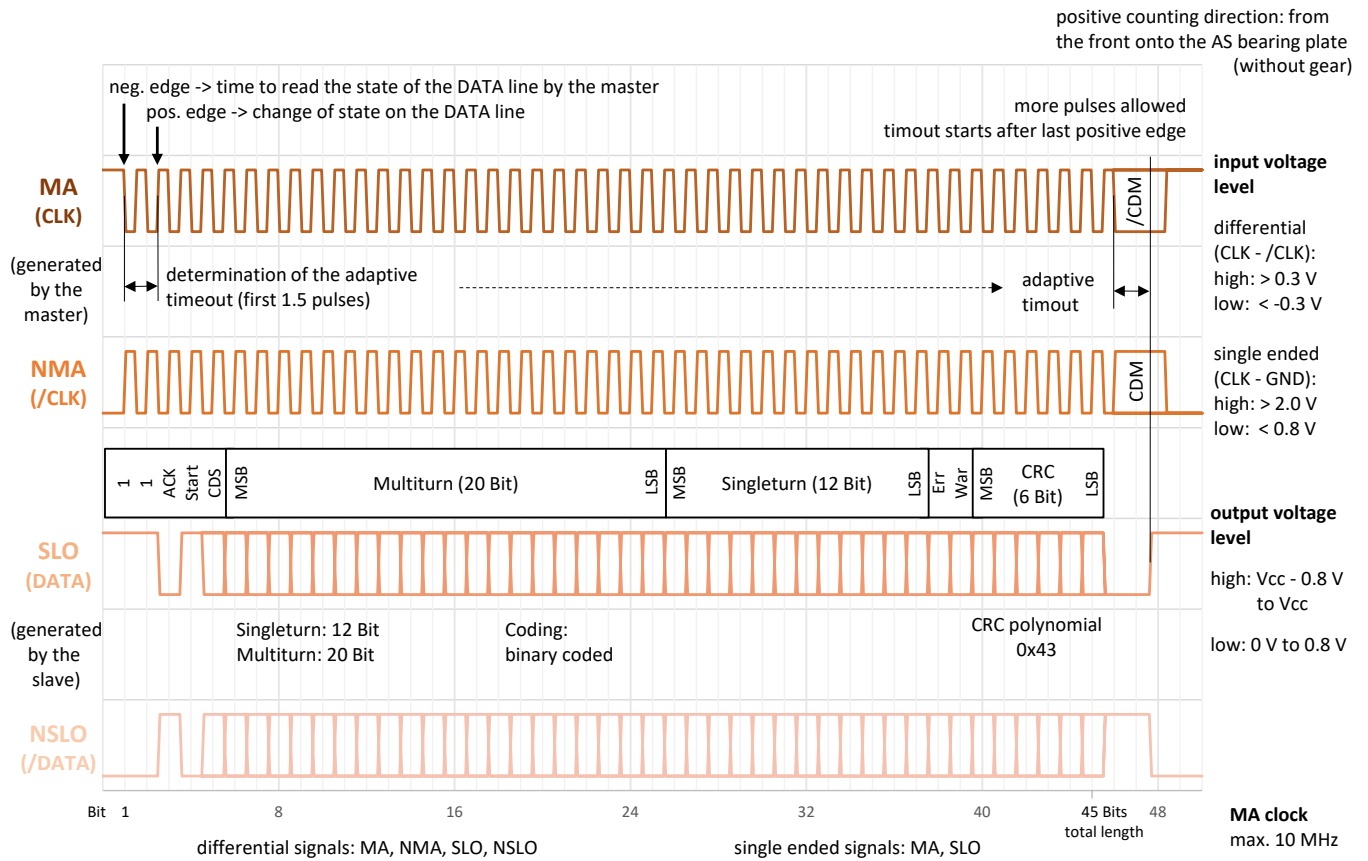 positive counting direction: from
the front onto the AS bearing plate
(without gear)
neg. edge -> time to read the state of the DATA line by the master
pos. edge -> change of state on the DATA line
more pulses allowed
timout starts after last positive edge
MA
(CLK)
/CDM
input voltage
level
differential
(CLK - /CLK):
high: > 0.3 V
low: < -0.3 V
(generated
by the
master)
determination of the adaptive
timeout (first 1.5 pulses)
adaptive
timout
NMA
(/CLK)
CDM
single ended
(CLK - GND):
high: > 2.0 V
low: < 0.8 V
1
1
ACK
Start
CDS
MSB
Multiturn (20 Bit)
LSB
MSB
Singleturn (12 Bit)
LSB
Err
War
MSB
CRC
(6 Bit)
LSB
SLO
(DATA)
output voltage
level
high: Vcc - 0.8 V
to Vcc
low: 0 V to 0.8 V
(generated
by the
slave)
Singleturn: 12 Bit
Multiturn: 20 Bit
Coding:
binary coded
CRC polynomial
0x43
NSLO
(/DATA)
Bit 1 8 16 24 32 40 45 Bits 48
total length
MA clock
max. 10 MHz
differential signals: MA, NMA, SLO, NSLO
single ended signals: MA, SLO